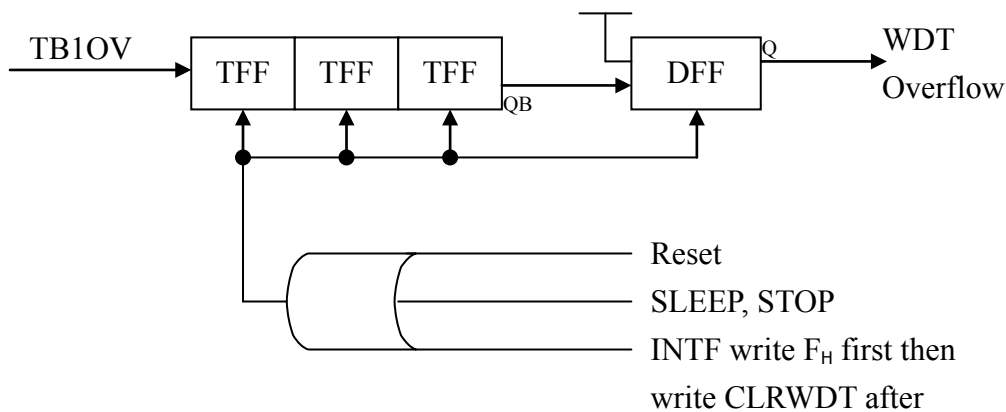 TB1OV
TFF TFF TFF
QB
DFF
Q
WDT
Overflow
Reset
SLEEP, STOP
INTF write FH first then
write CLRWDT after